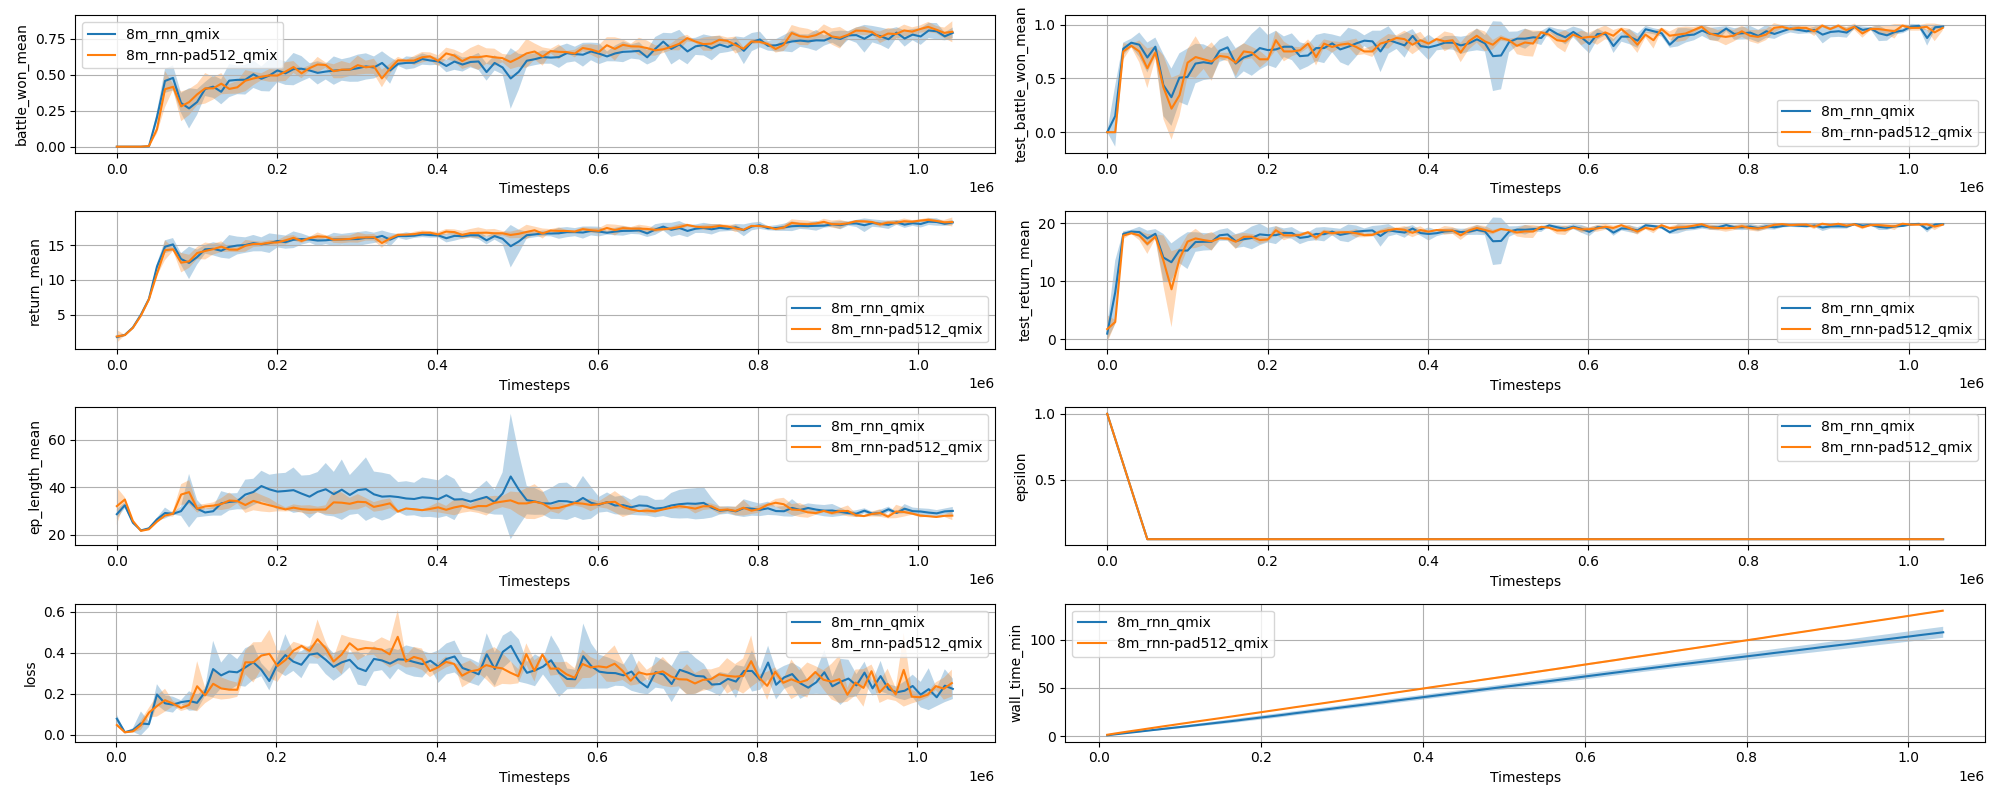 battle_won_mean
0.75
0.50
0.25
0.00
8m_rnn_qmix
8m_rnn-pad512_qmix
0.0 0.2 0.4 0.6 0.8 1.0
1e6
Timesteps
test_battle_won_mean
1.0
0.5
0.0
8m_rnn_qmix
8m_rnn-pad512_qmix
0.0 0.2 0.4 0.6 0.8 1.0
1e6
Timesteps
return_mean
15
10
5
8m_rnn_qmix
8m_rnn-pad512_qmix
0.0 0.2 0.4 0.6 0.8 1.0
1e6
Timesteps
test_return_mean
20
10
0
8m_rnn_qmix
8m_rnn-pad512_qmix
0.0 0.2 0.4 0.6 0.8 1.0
1e6
Timesteps
ep_length_mean
60
40
20
8m_rnn_qmix
8m_rnn-pad512_qmix
0.0 0.2 0.4 0.6 0.8 1.0
1e6
Timesteps
epsilon
1.0
0.5
8m_rnn_qmix
8m_rnn-pad512_qmix
0.0 0.2 0.4 0.6 0.8 1.0
1e6
Timesteps
loss
0.6
0.4
0.2
0.0
8m_rnn_qmix
8m_rnn-pad512_qmix
0.0 0.2 0.4 0.6 0.8 1.0
1e6
Timesteps
wall_time_min
100
50
0
8m_rnn_qmix
8m_rnn-pad512_qmix
0.0 0.2 0.4 0.6 0.8 1.0
1e6
Timesteps